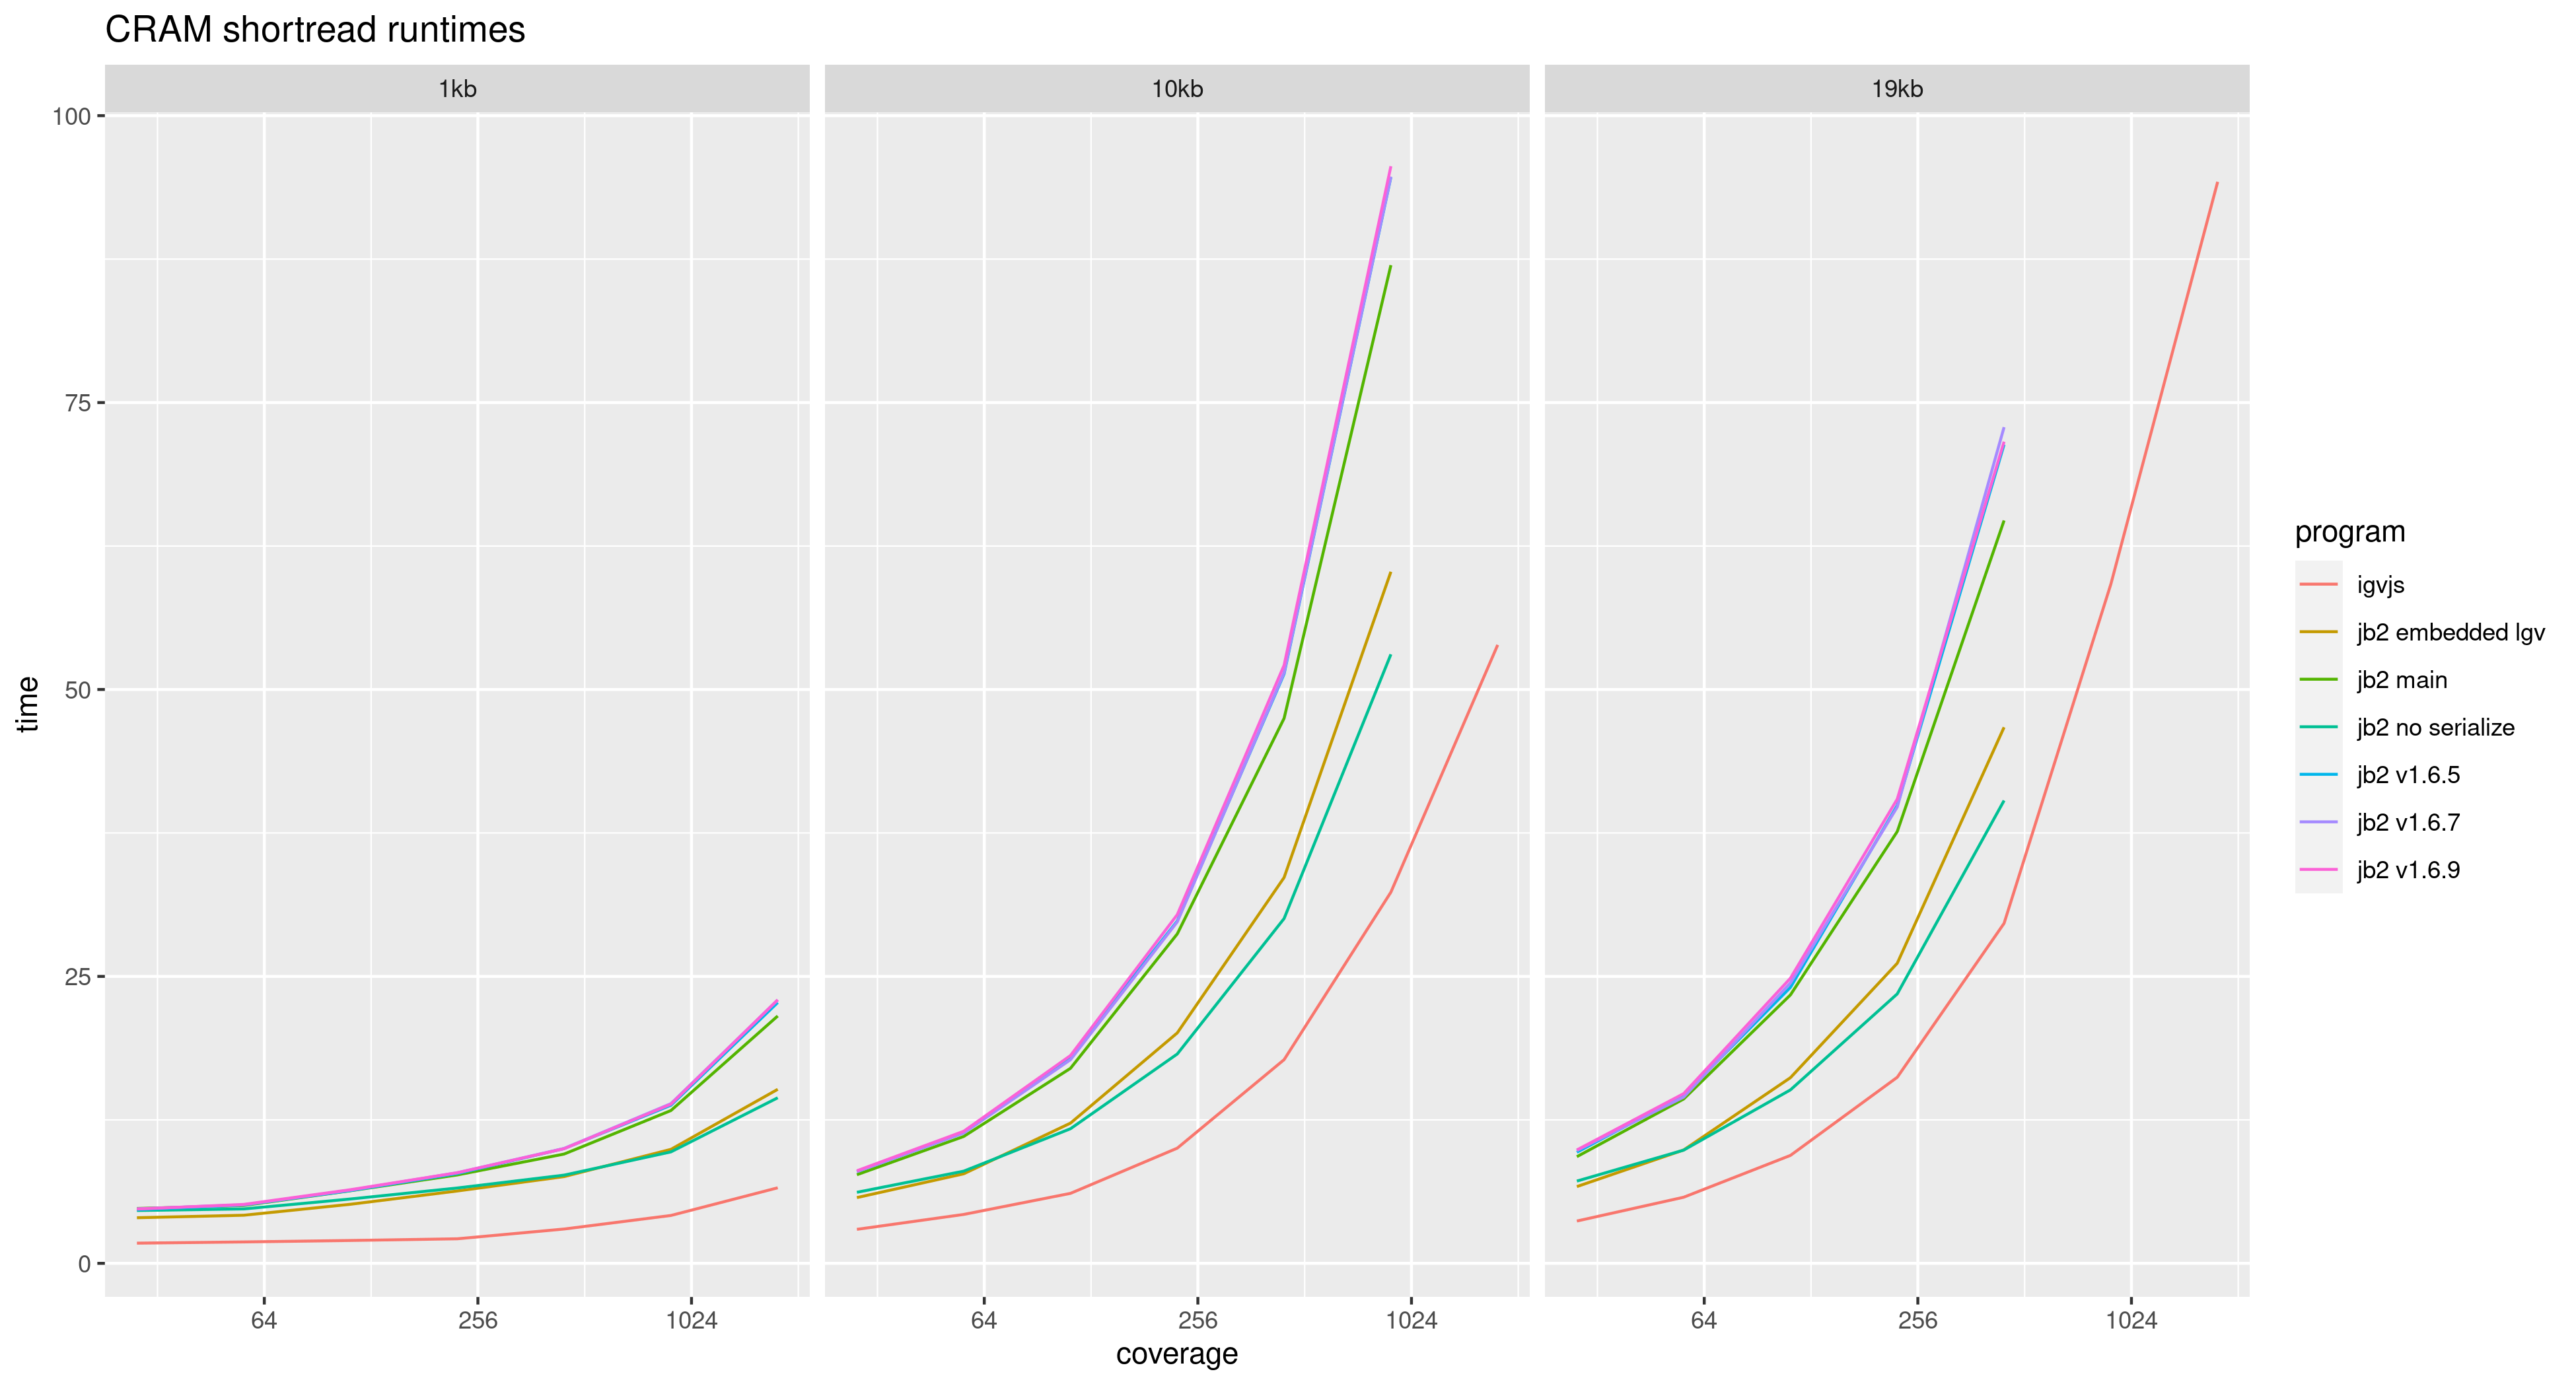 CRAM shortread runtimes
1kb
10kb
19kb
100
75
50
25
0
time
64
256
1024
64
256
1024
64
256
1024
coverage
program
igvjs
jb2 embedded lgv
jb2 main
jb2 no serialize
jb2 v1.6.5
jb2 v1.6.7
jb2 v1.6.9